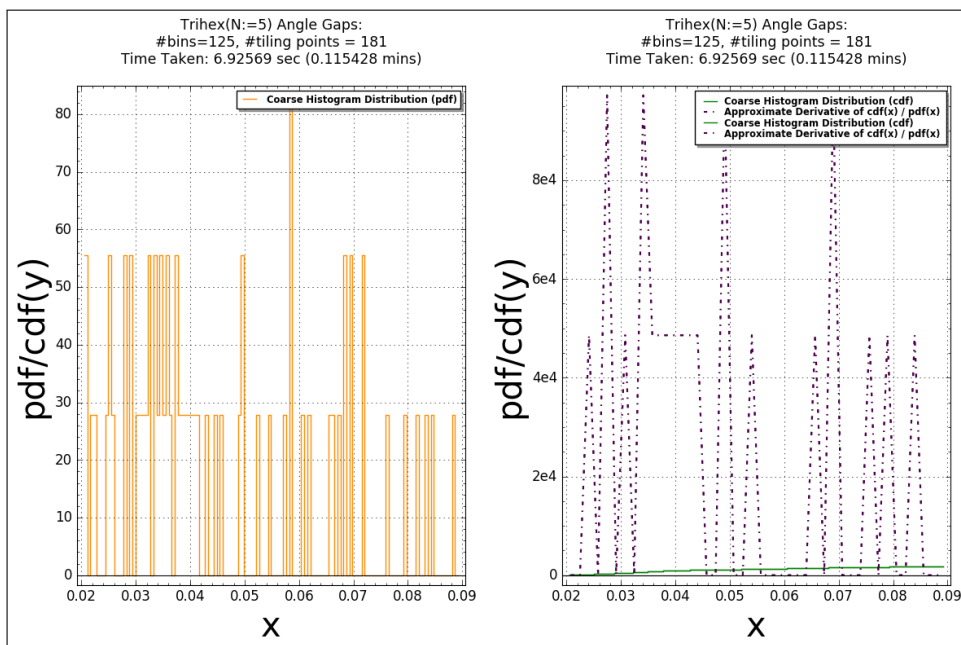 Trihex(N:=5) Angle Gaps:
#bins=125, #tiling points = 181
Time Taken: 6.92569 sec (0.115428 mins)
Coarse Histogram Distribution (pdf)
80
70
60
50
40
30
20
10
0
0.02 0.03 0.04 0.05 0.06 0.07 0.08 0.09
pdf/cdf(y)
x
Trihex(N:=5) Angle Gaps:
#bins=125, #tiling points = 181
Time Taken: 6.92569 sec (0.115428 mins)
Coarse Histogram Distribution (cdf)
Approximate Derivative of cdf(x) / pdf(x)
Coarse Histogram Distribution (cdf)
Approximate Derivative of cdf(x) / pdf(x)
8e4
6e4
4e4
2e4
0
0.02 0.03 0.04 0.05 0.06 0.07 0.08 0.09
pdf/cdf(y)
x